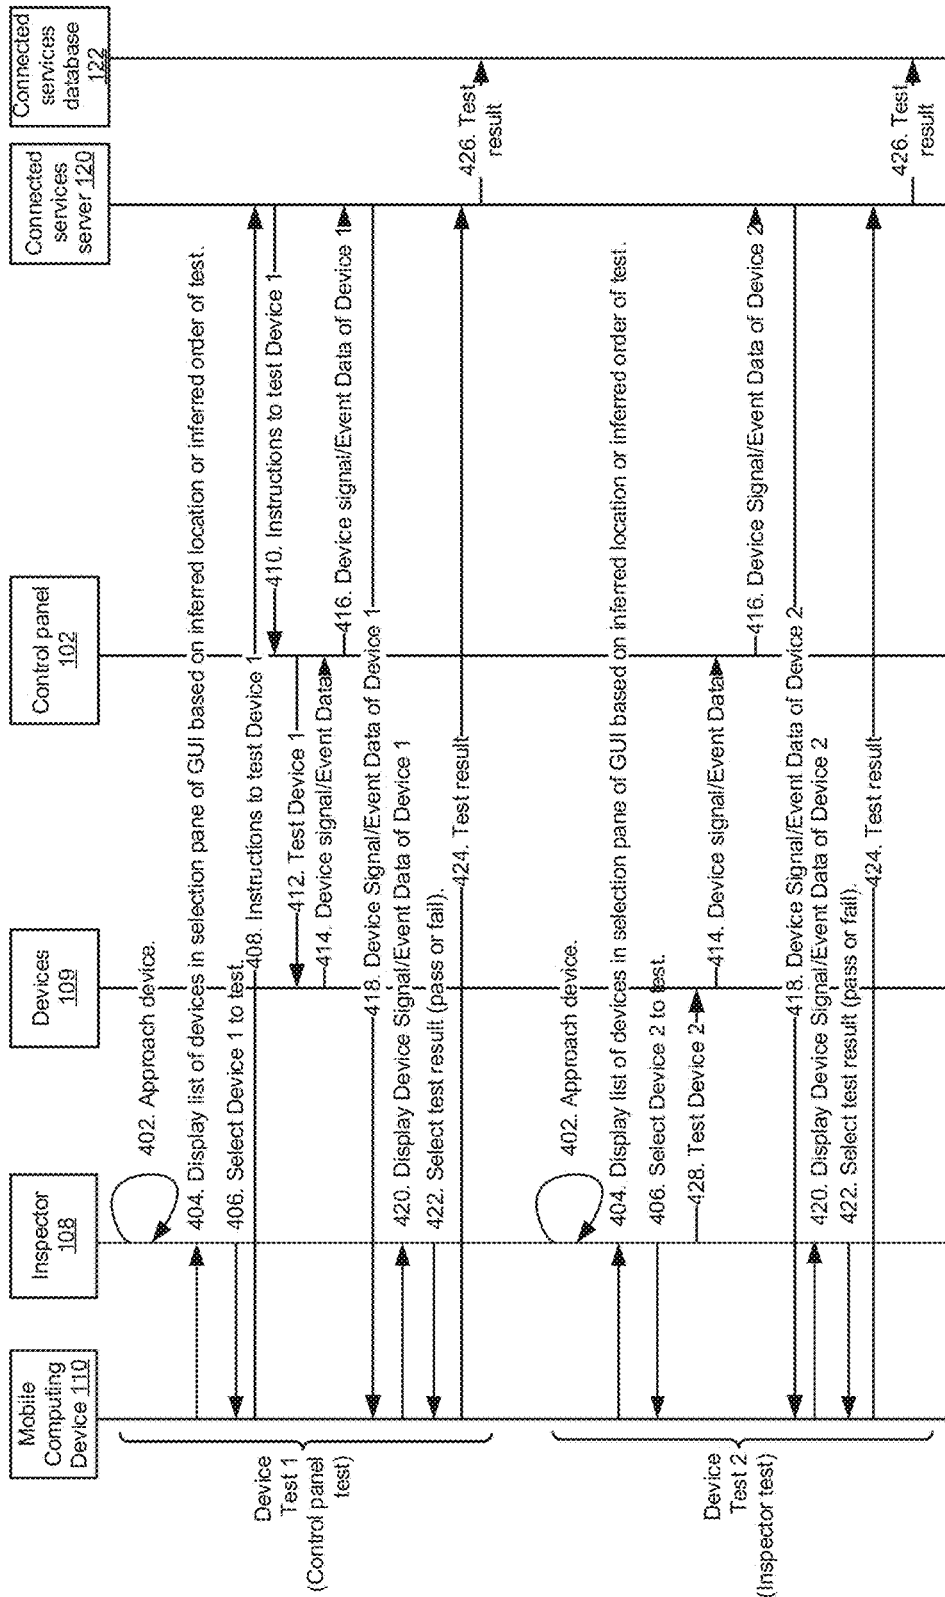 Mobile
Computing
Device 110
Inspector
108
Devices
109
Control panel
102
Connected
services
server 120
Connected
services
database
122
Device
Test 1
(Control panel
test)
402. Approach device.
404. Display list of devices in selection pane of GUI based on inferred location or inferred order of test.
406. Select Device 1 to test.
408. Instructions to test Device 1
410. Instructions to test Device 1
412. Test Device 1
414. Device signal/Event Data
416. Device signal/Event Data of Device 1
418. Device Signal/Event Data of Device 1
420. Display Device Signal/Event Data of Device 1
422. Select test result (pass or fail).
424. Test result
426. Test
result
Device
Test 2
(Inspector test)
402. Approach device.
404. Display list of devices in selection pane of GUI based on inferred location or inferred order of test.
406. Select Device 2 to test.
428. Test Device 2
414. Device signal/Event Data
416. Device Signal/Event Data of Device 2
418. Device Signal/Event Data of Device 2
420. Display Device Signal/Event Data of Device 2
422. Select test result (pass or fail).
424. Test result
426. Test
result